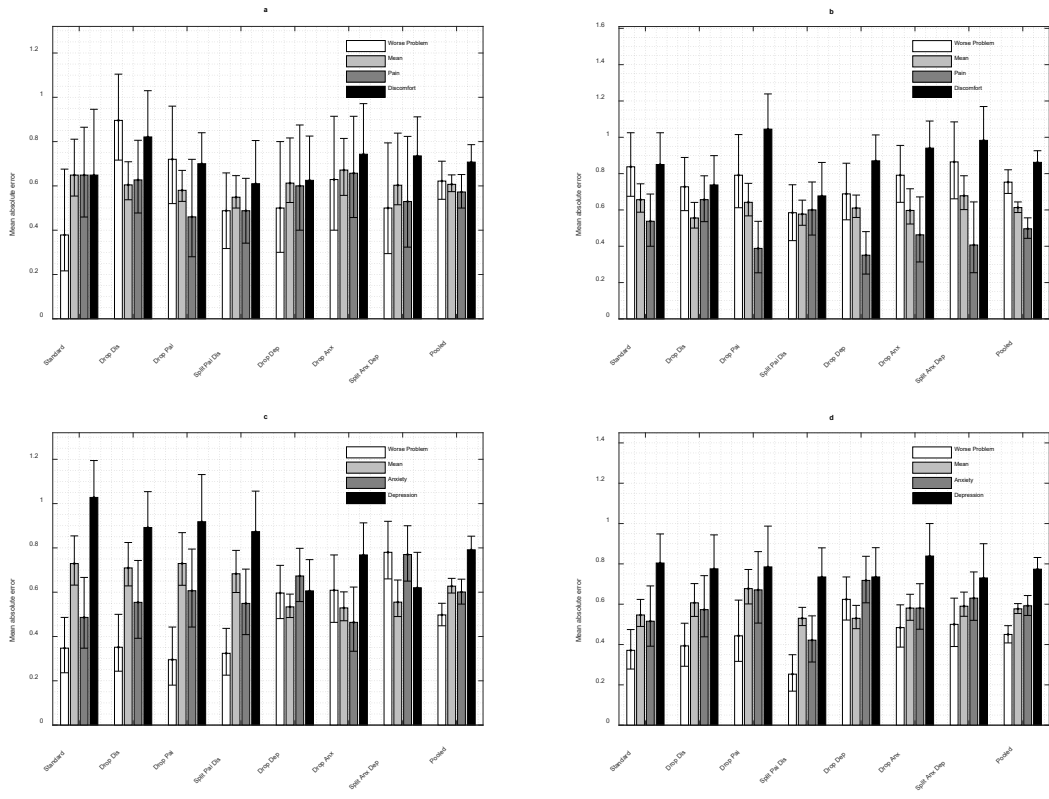 a
Mean absolute error
1.2
1
0.8
0.6
0.4
0.2
0
Worse Problem
Mean
Pain
Discomfort
Standard
Drop Dis
Drop Pai
Split Pai Dis
Drop Dep
Drop Anx
Split Anx Dep
Pooled
b
Mean absolute error
1.6
1.4
1.2
1
0.8
0.6
0.4
0.2
0
Worse Problem
Mean
Pain
Discomfort
Standard
Drop Dis
Drop Pai
Split Pai Dis
Drop Dep
Drop Anx
Split Anx Dep
Pooled
c
Mean absolute error
1.2
1
0.8
0.6
0.4
0.2
0
Worse Problem
Mean
Anxiety
Depression
Standard
Drop Dis
Drop Pai
Split Pai Dis
Drop Dep
Drop Anx
Split Anx Dep
Pooled
d
Mean absolute error
1.4
1.2
1
0.8
0.6
0.4
0.2
0
Worse Problem
Mean
Anxiety
Depression
Standard
Drop Dis
Drop Pai
Split Pai Dis
Drop Dep
Drop Anx
Split Anx Dep
Pooled